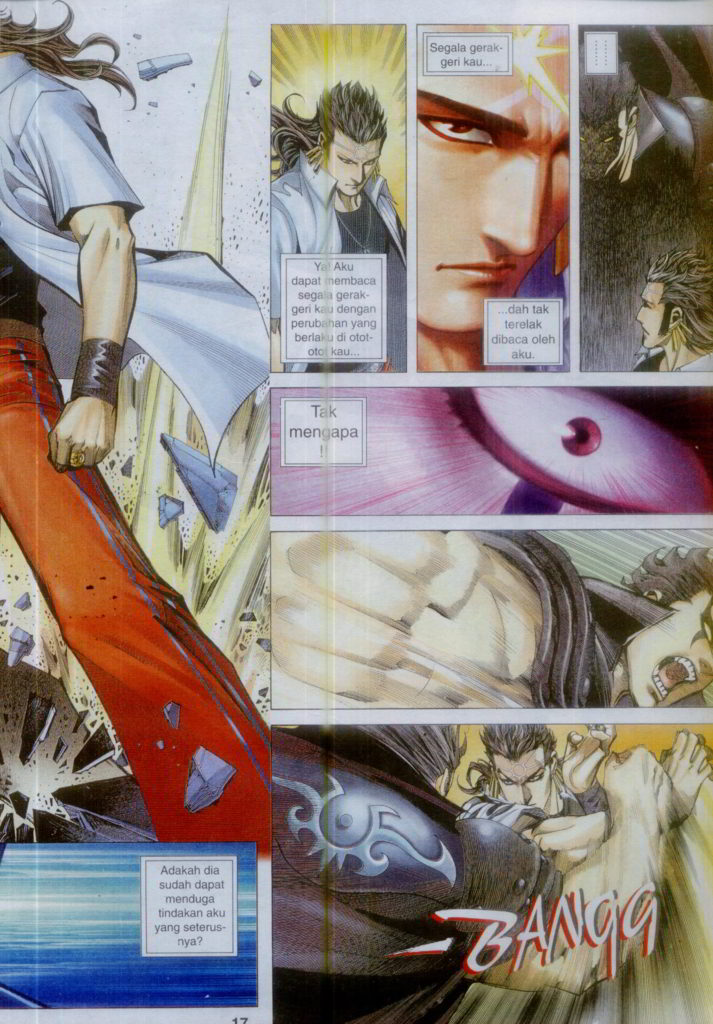 Ya! Aku
dapat membaca
segala gerak-
geri kau dengan
perubahan yang
berlaku di otot-
otot kau...
Segala gerak-
geri kau...
...dah tak
terelak
dibaca oleh
aku.
......
Tak
mengapa
!!
BANGG
Adakah dia
sudah dapat
menduga
tindakan aku
yang seterus-
nya?
17